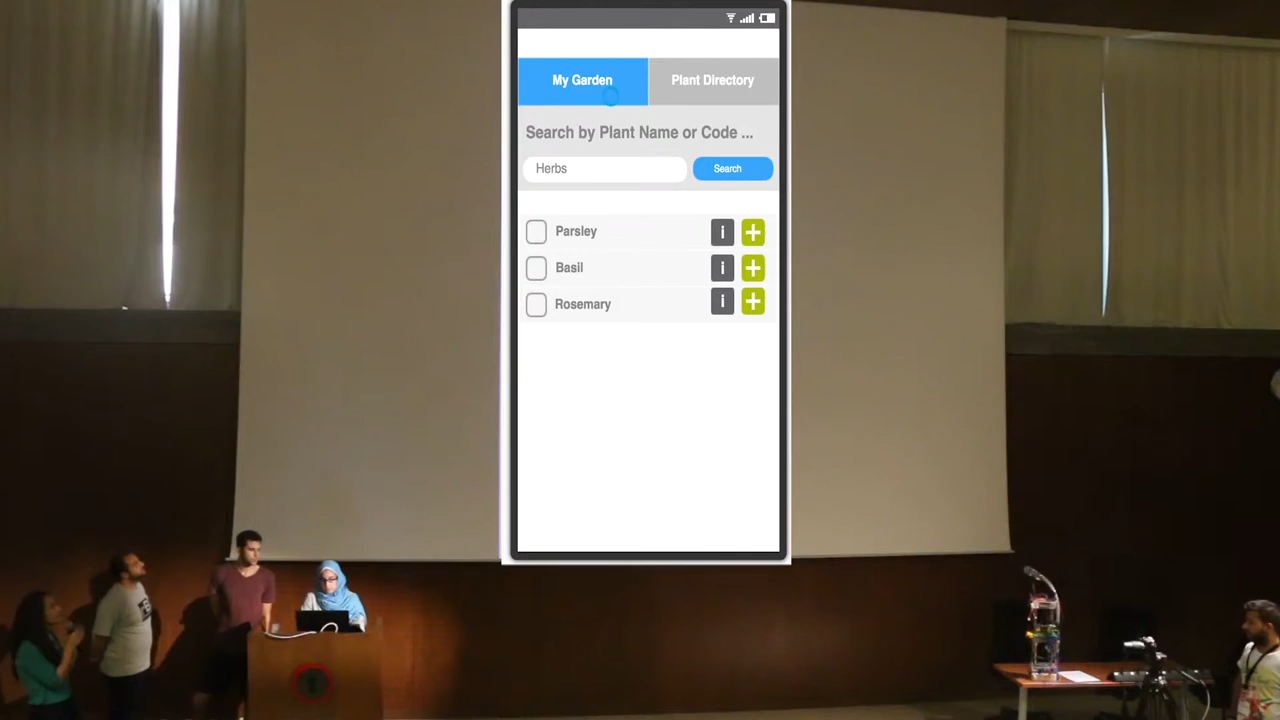 My Garden
Plant Directory
Search by Plant Name or Code ...
Herbs
Search
Parsley
i +
Basil
i +
Rosemary
i +